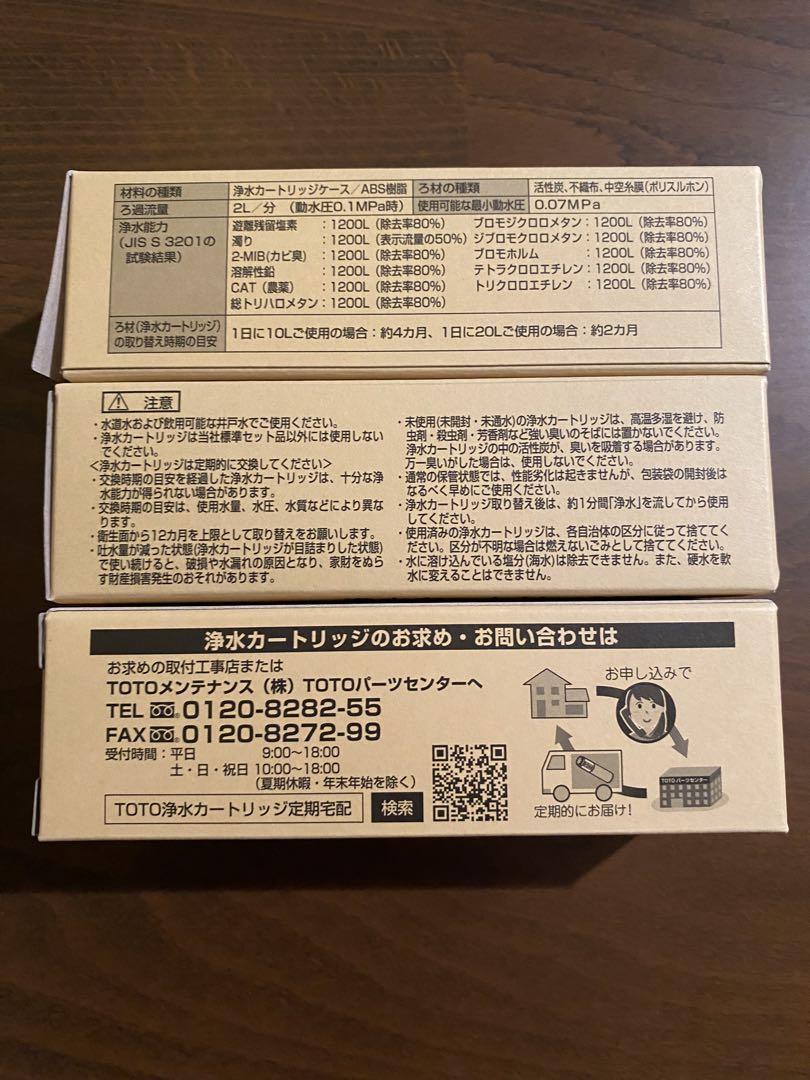 材料の種類 浄水カートリッジケース／ABS樹脂 ろ材の種類 活性炭、不織布、中空糸膜(ポリスルホン)
ろ過流量 2L／分 (動水圧0.1MPa時) 使用可能な最小動水圧 0.07MPa
浄水能力 (JIS S 3201の 試験結果)
遊離残留塩素 : 1200L (除去率80%) ブロモジクロロメタン : 1200L (除去率80%)
濁り : 1200L (表示流量の50%) ジブロモクロロメタン : 1200L (除去率80%)
2-MIB(カビ臭) : 1200L (除去率80%) ブロモホルム : 1200L (除去率80%)
溶解性鉛 : 1200L (除去率80%) テトラクロロエチレン : 1200L (除去率80%)
CAT (農薬) : 1200L (除去率80%) トリクロロエチレン : 1200L (除去率80%)
総トリハロメタン : 1200L (除去率80%)
ろ材(浄水カートリッジ)
の取り替え時期の目安 1日に10Lご使用の場合：約4カ月、1日に20Lご使用の場合：約2カ月
注意
・水道水および飲用可能な井戸水でご使用ください。
・浄水カートリッジは当社標準セット品以外には使用しない
でください。
<浄水カートリッジは定期的に交換してください>
・交換時期の目安を経過した浄水カートリッジは、十分な浄
水能力が得られない場合があります。
・交換時期の目安は、使用水量、水圧、水質などにより異な
ります。
・衛生面から12カ月を上限として取り替えをお願いします。
・吐水量が減った状態(浄水カートリッジが目詰まりした状態)
で使い続けると、破損や水漏れの原因となり、家財をぬら
す財産損害発生のおそれがあります。
・未使用(未開封・未通水)の浄水カートリッジは、高温多湿を避け、防
虫剤・殺虫剤・芳香剤など強い臭いのそばには置かないでください。
浄水カートリッジの中の活性炭が、臭いを吸着する場合があります。
万一臭いがした場合は、使用しないでください。
・通常の保管状態では、性能劣化は起きませんが、包装袋の開封後は
なるべく早めにご使用ください。
・浄水カートリッジ取り替え後は、約1分間「浄水」を流してから使用
してください。
・使用済みの浄水カートリッジは、各自治体の区分に従って捨ててく
ださい。区分が不明な場合は燃えないごみとして捨ててください。
・水に溶け込んでいる塩分(海水)は除去できません。また、硬水を軟
水に変えることはできません。
浄水カートリッジのお求め・お問い合わせは
お求めの取付工事店または
TOTOメンテナンス（株）TOTOパーツセンターへ
TEL 0120-8282-55
FAX 0120-8272-99
受付時間：平日 9:00～18:00
土・日・祝日 10:00～18:00
（夏期休暇・年末年始を除く）
TOTO浄水カートリッジ定期宅配 検索
お申し込みで
TOTO パーツセンター
定期的にお届け！